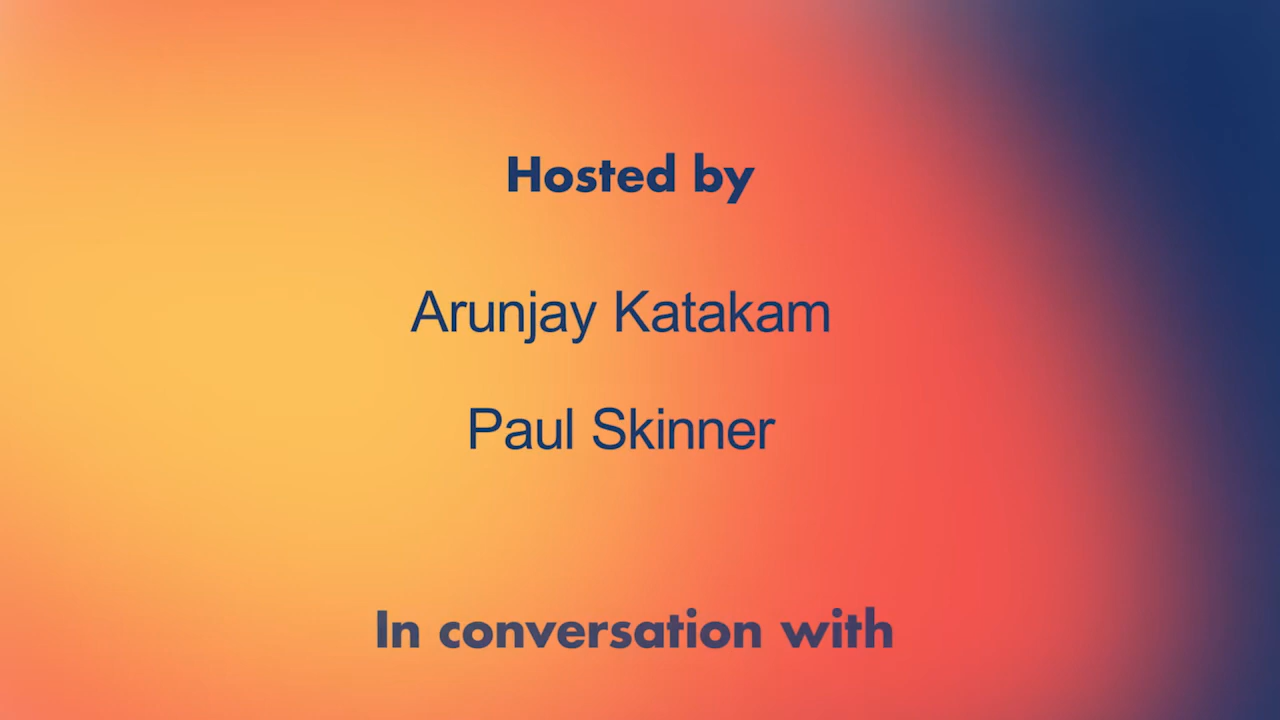 Hosted by
Arunjay Katakam
Paul Skinner
In conversation with